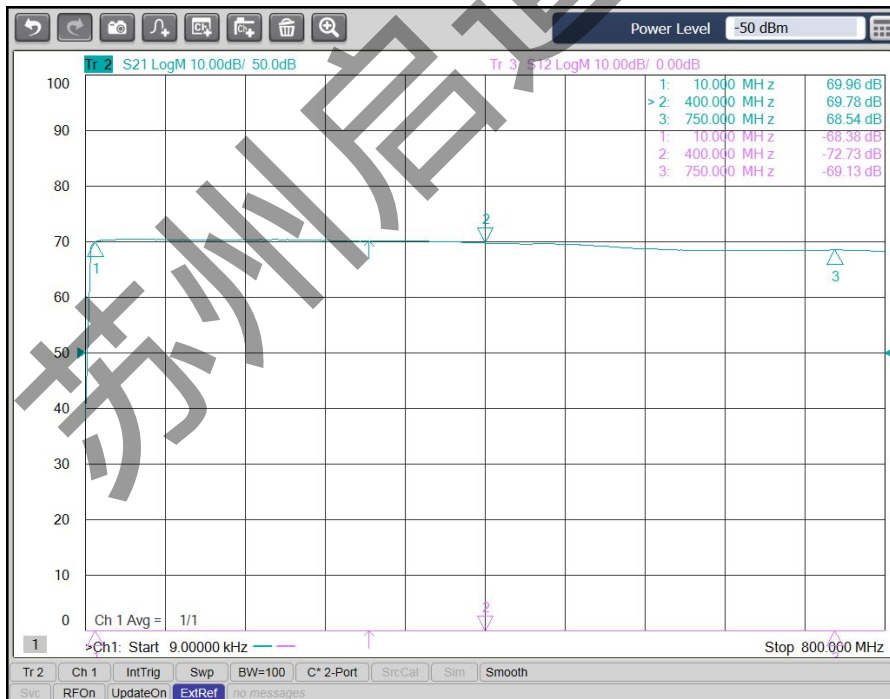 Power Level -50 dBm
Tr 2 S21 LogM 10.00dB/ 50.0dB
Tr 3 S12 LogM 10.00dB/ 0.00dB
1: 10.000 MHz 69.96 dB
> 2: 400.000 MHz 69.78 dB
3: 750.000 MHz 68.54 dB
1: 10.000 MHz -68.38 dB
2: 400.000 MHz -72.73 dB
3: 750.000 MHz -69.13 dB
100
90
80
70
60
50
40
30
20
10
0
1
2
3
苏州启通
Ch 1 Avg = 1/1
2
1 >Ch1: Start 9.00000 kHz Stop 800.000 MHz
Tr 2 Ch 1 IntTrig Swp BW=100 C* 2-Port SrcCal Sim Smooth
Svc RFOn UpdateOn ExtRef no messages